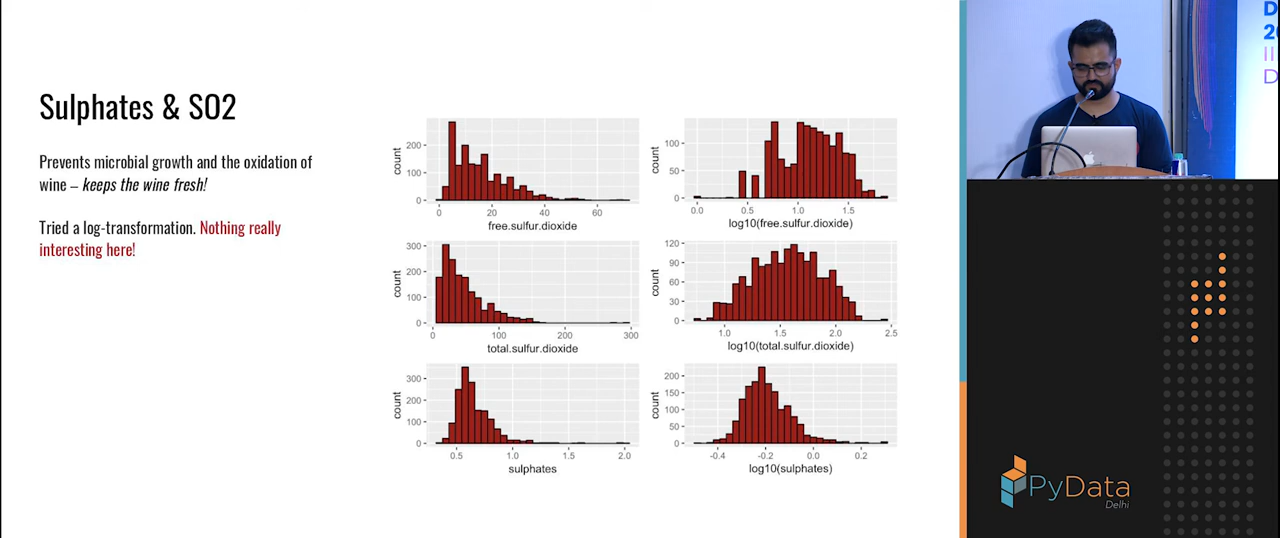 Sulphates & SO2
Prevents microbial growth and the oxidation of
wine – keeps the wine fresh!
Tried a log-transformation. Nothing really
interesting here!
count
200
100
0
0
20
40
60
free.sulfur.dioxide
count
100
50
0
0.0
0.5
1.0
1.5
log10(free.sulfur.dioxide)
count
300
200
100
0
0
100
200
300
total.sulfur.dioxide
count
120
90
60
30
0
1.0
1.5
2.0
2.5
log10(total.sulfur.dioxide)
count
300
200
100
0
0.5
1.0
1.5
2.0
sulphates
count
200
150
100
50
0
-0.4
-0.2
0.0
0.2
log10(sulphates)
PyData
Delhi